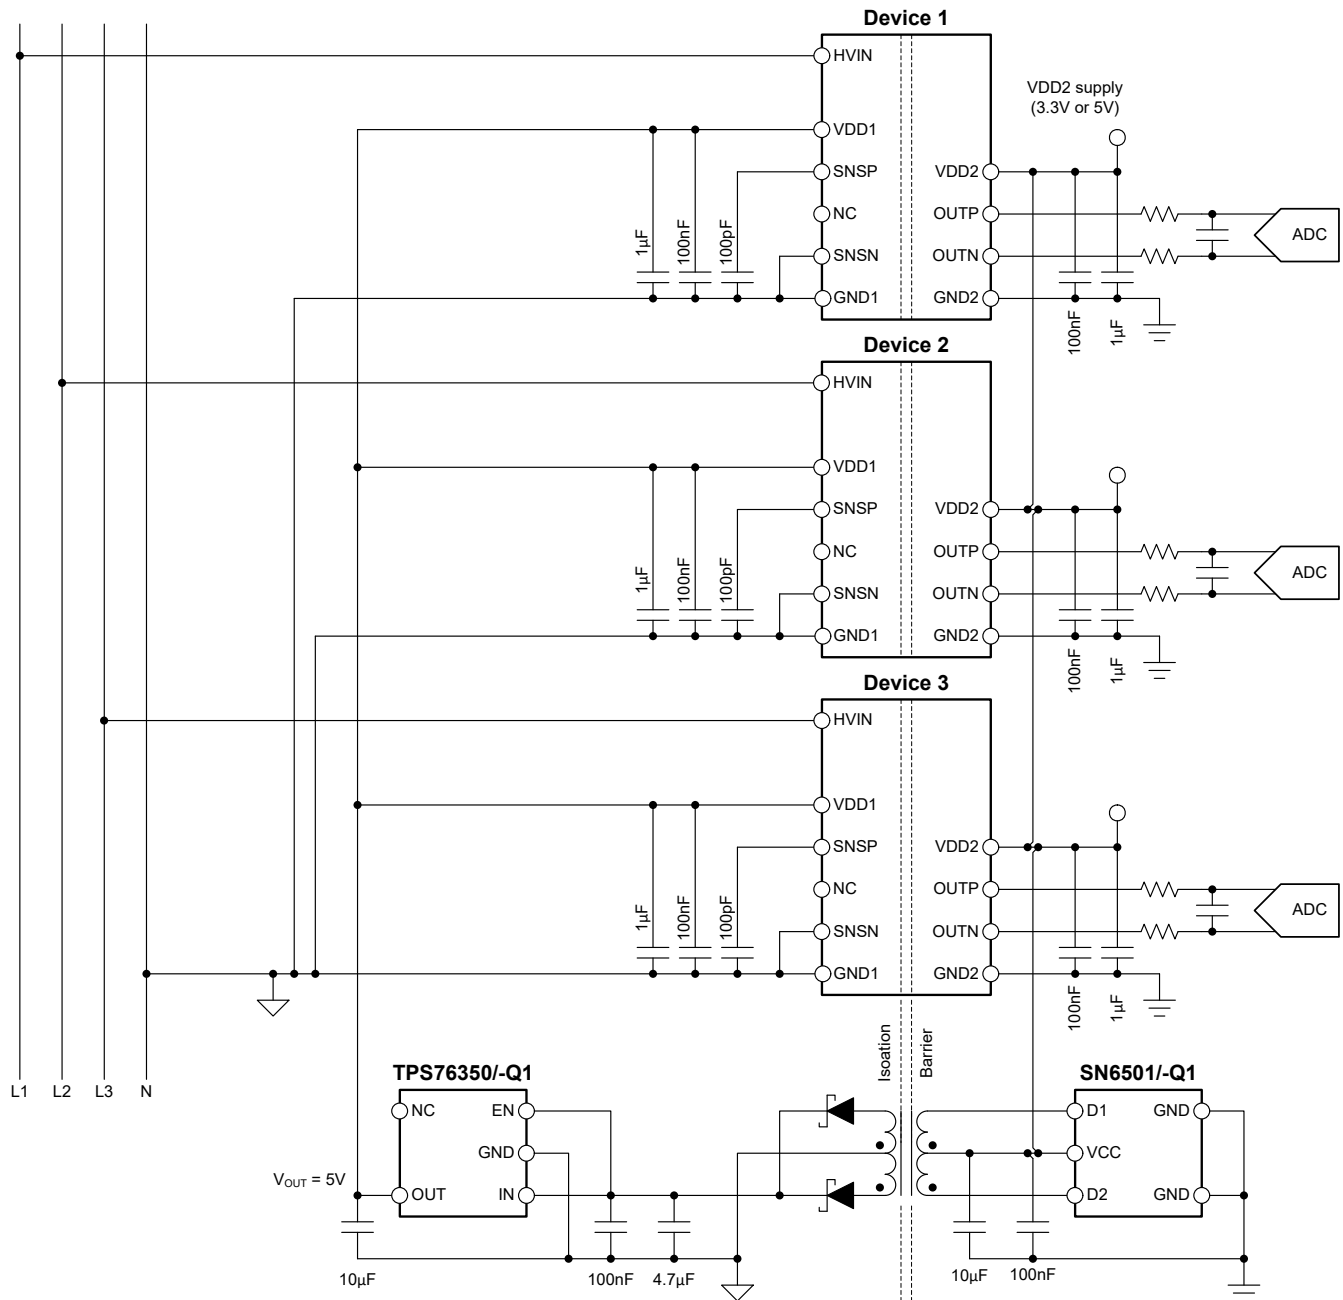 Device 1
HVIN
VDD2 supply
(3.3V or 5V)
VDD1
SNSP
VDD2
NC
OUTP
ADC
1µF
100nF
100pF
SNSN
OUTN
GND1
GND2
100nF
1µF
Device 2
HVIN
VDD1
SNSP
VDD2
NC
OUTP
ADC
1µF
100nF
100pF
SNSN
OUTN
GND1
GND2
100nF
1µF
Device 3
HVIN
VDD1
SNSP
VDD2
NC
OUTP
ADC
1µF
100nF
100pF
SNSN
OUTN
GND1
GND2
100nF
1µF
Isoation
Barrier
L1
L2
L3
N
TPS76350/-Q1
SN6501/-Q1
NC
EN
D1
GND
GND
VCC
VOUT = 5V
OUT
IN
D2
GND
10µF
100nF
4.7µF
10µF
100nF